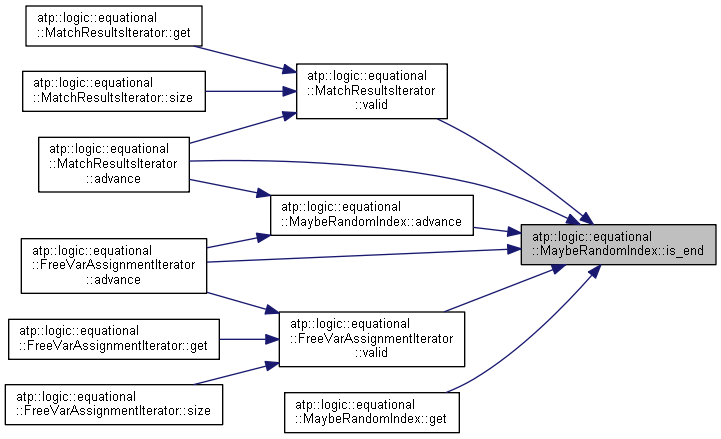 atp::logic::equational
::MatchResultsIterator::get
atp::logic::equational
::MatchResultsIterator::size
atp::logic::equational
::MatchResultsIterator
::advance
atp::logic::equational
::FreeVarAssignmentIterator
::advance
atp::logic::equational
::FreeVarAssignmentIterator::get
atp::logic::equational
::FreeVarAssignmentIterator::size
atp::logic::equational
::MatchResultsIterator
::valid
atp::logic::equational
::MaybeRandomIndex::advance
atp::logic::equational
::FreeVarAssignmentIterator
::valid
atp::logic::equational
::MaybeRandomIndex::get
atp::logic::equational
::MaybeRandomIndex::is_end